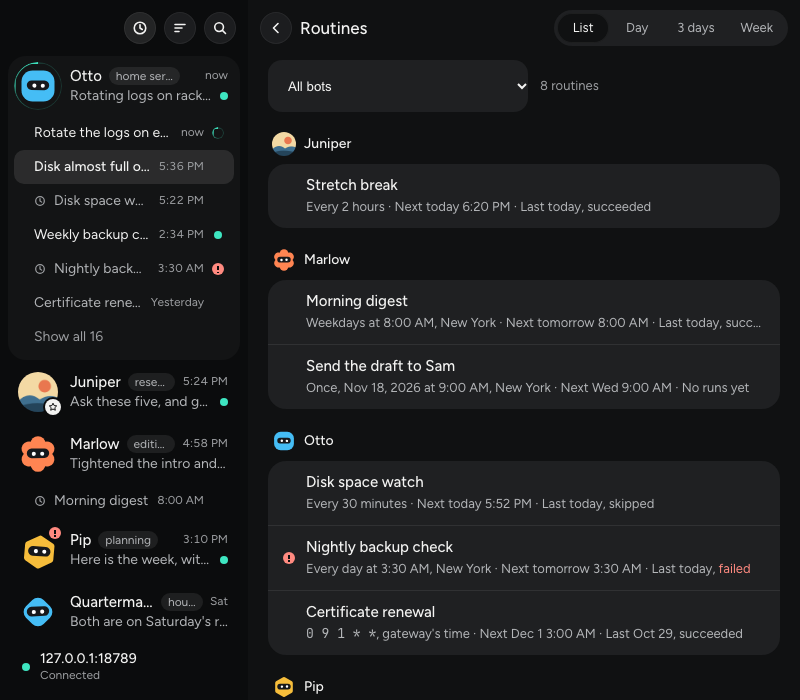 Otto home ser... now
Rotating logs on rack...
Rotate the logs on e... now
Disk almost full o... 5:36 PM
Disk space w... 5:22 PM
Weekly backup c... 2:34 PM
Nightly back... 3:30 AM
Certificate rene... Yesterday
Show all 16
Juniper rese... 5:24 PM
Ask these five, and g...
Marlow editi... 4:58 PM
Tightened the intro and...
Morning digest 8:00 AM
Pip planning 3:10 PM
Here is the week, wit...
Quarterma... hou... Sat
Both are on Saturday's r...
127.0.0.1:18789
Connected
Routines
List Day 3 days Week
All bots
8 routines
Juniper
Stretch break
Every 2 hours · Next today 6:20 PM · Last today, succeeded
Marlow
Morning digest
Weekdays at 8:00 AM, New York · Next tomorrow 8:00 AM · Last today, succ...
Send the draft to Sam
Once, Nov 18, 2026 at 9:00 AM, New York · Next Wed 9:00 AM · No runs yet
Otto
Disk space watch
Every 30 minutes · Next today 5:52 PM · Last today, skipped
Nightly backup check
Every day at 3:30 AM, New York · Next tomorrow 3:30 AM · Last today, failed
Certificate renewal
0 9 1 * *, gateway's time · Next Dec 1 3:00 AM · Last Oct 29, succeeded
Pip